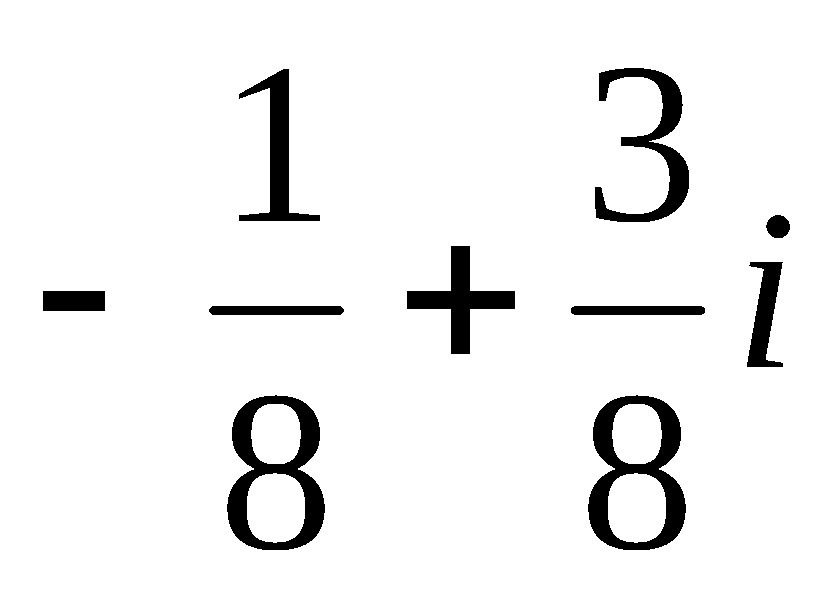 - 1/8 + 3/8 i